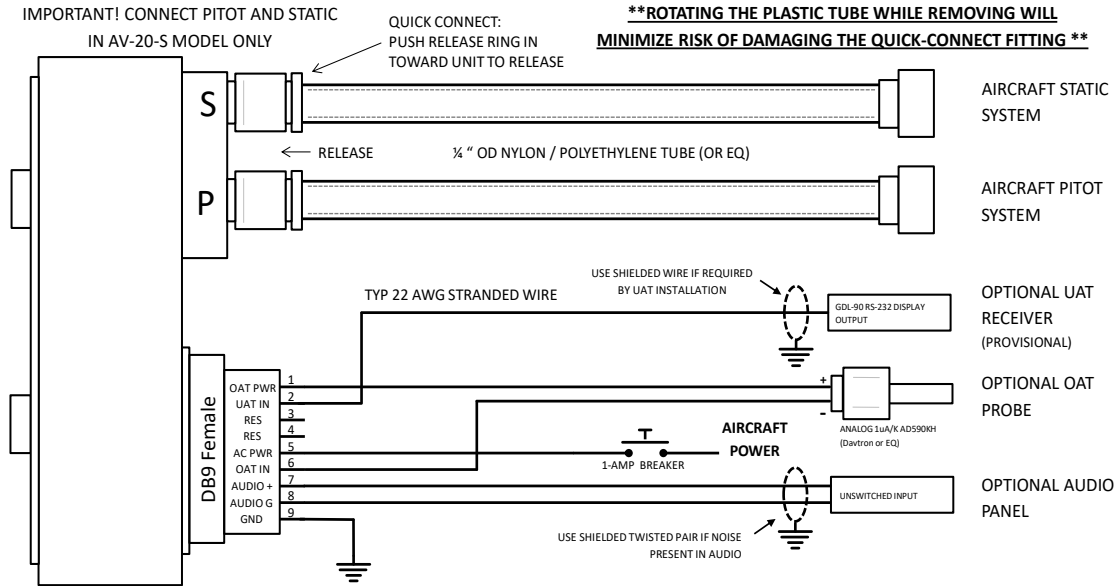 IMPORTANT! CONNECT PITOT AND STATIC
IN AV-20-S MODEL ONLY
QUICK CONNECT:
PUSH RELEASE RING IN
TOWARD UNIT TO RELEASE
**ROTATING THE PLASTIC TUBE WHILE REMOVING WILL
MINIMIZE RISK OF DAMAGING THE QUICK-CONNECT FITTING **
S
AIRCRAFT STATIC
SYSTEM
RELEASE
¼ “ OD NYLON / POLYETHYLENE TUBE (OR EQ)
P
AIRCRAFT PITOT
SYSTEM
TYP 22 AWG STRANDED WIRE
USE SHIELDED WIRE IF REQUIRED
BY UAT INSTALLATION
GDL-90 RS-232 DISPLAY
OUTPUT
OPTIONAL UAT
RECEIVER
(PROVISIONAL)
DB9 Female
OAT PWR 1
UAT IN 2
RES 3
RES 4
AC PWR 5
OAT IN 6
AUDIO + 7
AUDIO G 8
GND 9
+
-
ANALOG 1uA/K AD590KH
(Davtron or EQ)
OPTIONAL OAT
PROBE
1-AMP BREAKER
AIRCRAFT
POWER
UNSWITCHED INPUT
OPTIONAL AUDIO
PANEL
USE SHIELDED TWISTED PAIR IF NOISE
PRESENT IN AUDIO